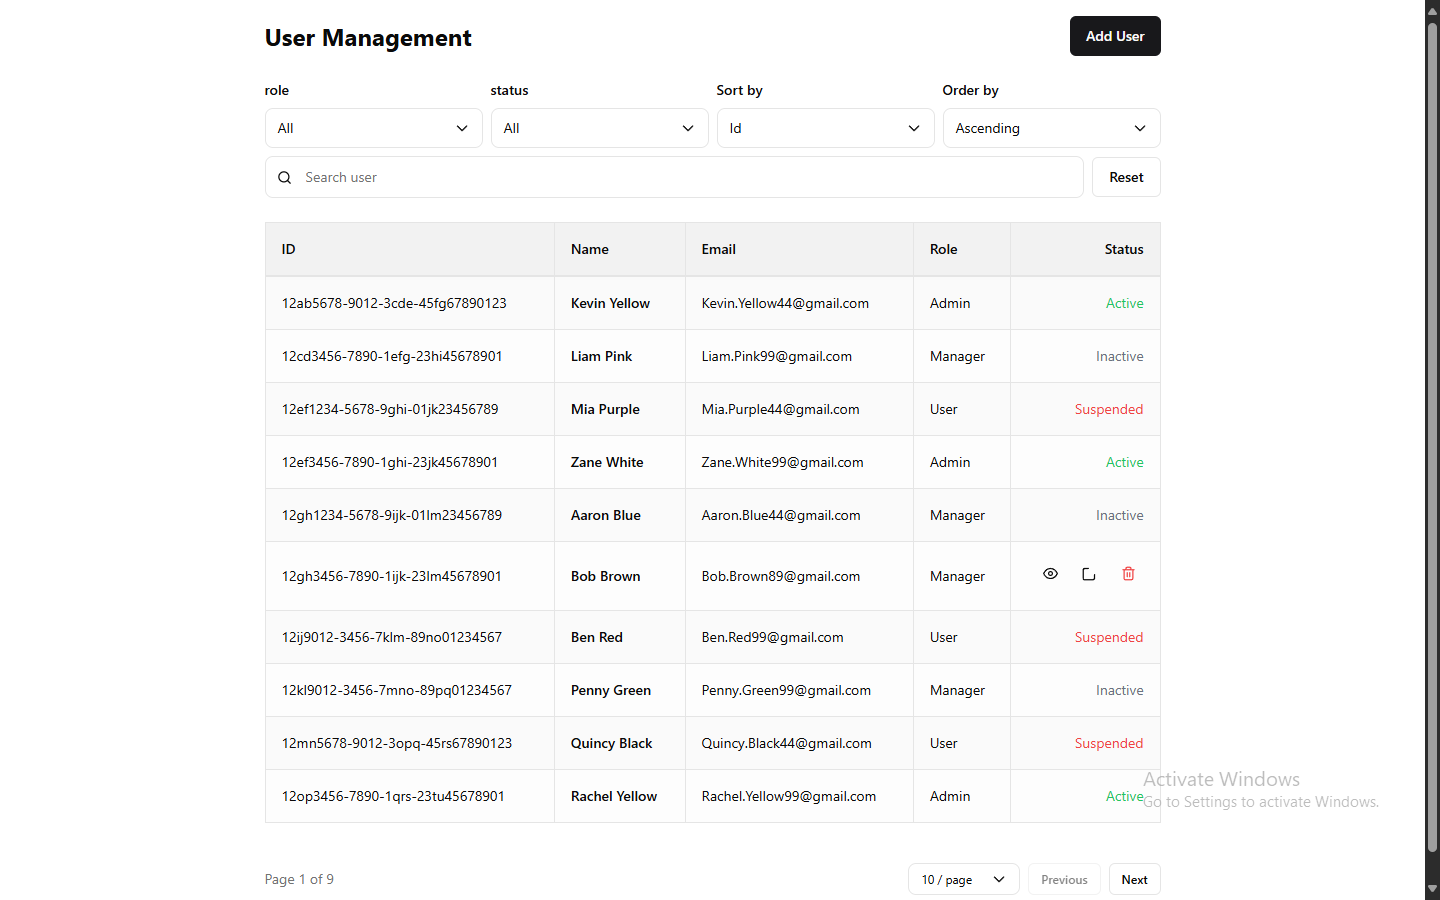 User Management
Add User
role status Sort by Order by
All All Id Ascending
Search user Reset
ID Name Email Role Status
12ab5678-9012-3cde-45fg67890123 Kevin Yellow Kevin.Yellow44@gmail.com Admin Active
12cd3456-7890-1efg-23hi45678901 Liam Pink Liam.Pink99@gmail.com Manager Inactive
12ef1234-5678-9ghi-01jk23456789 Mia Purple Mia.Purple44@gmail.com User Suspended
12ef3456-7890-1ghi-23jk45678901 Zane White Zane.White99@gmail.com Admin Active
12gh1234-5678-9ijk-01lm23456789 Aaron Blue Aaron.Blue44@gmail.com Manager Inactive
12gh3456-7890-1ijk-23lm45678901 Bob Brown Bob.Brown89@gmail.com Manager
12ij9012-3456-7klm-89no01234567 Ben Red Ben.Red99@gmail.com User Suspended
12kl9012-3456-7mno-89pq01234567 Penny Green Penny.Green99@gmail.com Manager Inactive
12mn5678-9012-3opq-45rs67890123 Quincy Black Quincy.Black44@gmail.com User Suspended
12op3456-7890-1qrs-23tu45678901 Rachel Yellow Rachel.Yellow99@gmail.com Admin Active
Activate Windows
Go to Settings to activate Windows.
Page 1 of 9 10 / page Previous Next